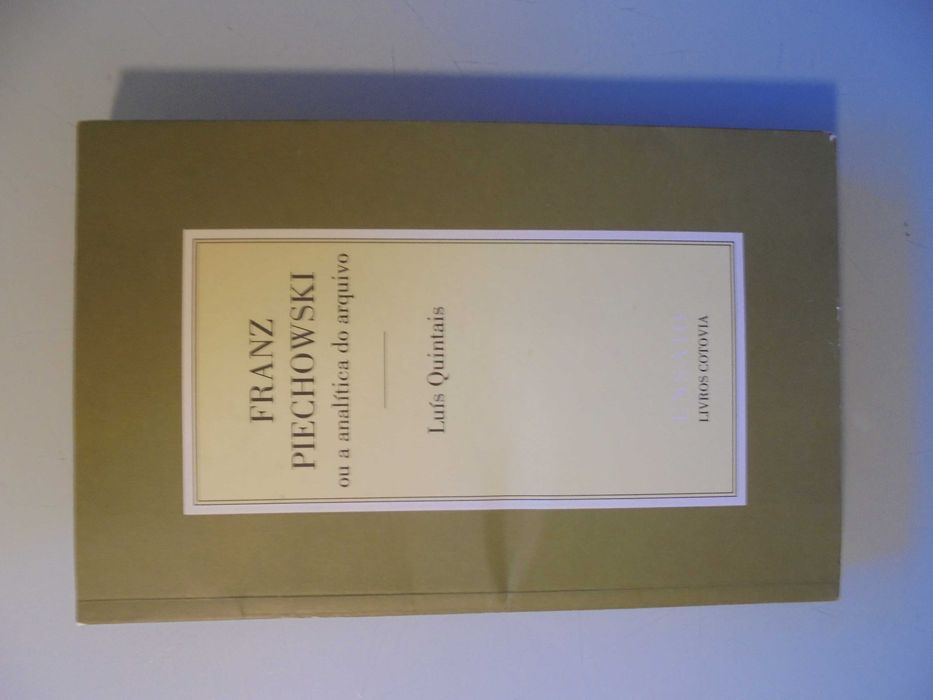 FRANZ
PIECHOWSKI
ou a analítica do arquivo
Luís Quintais
ENSAIO
LIVROS COTOVIA